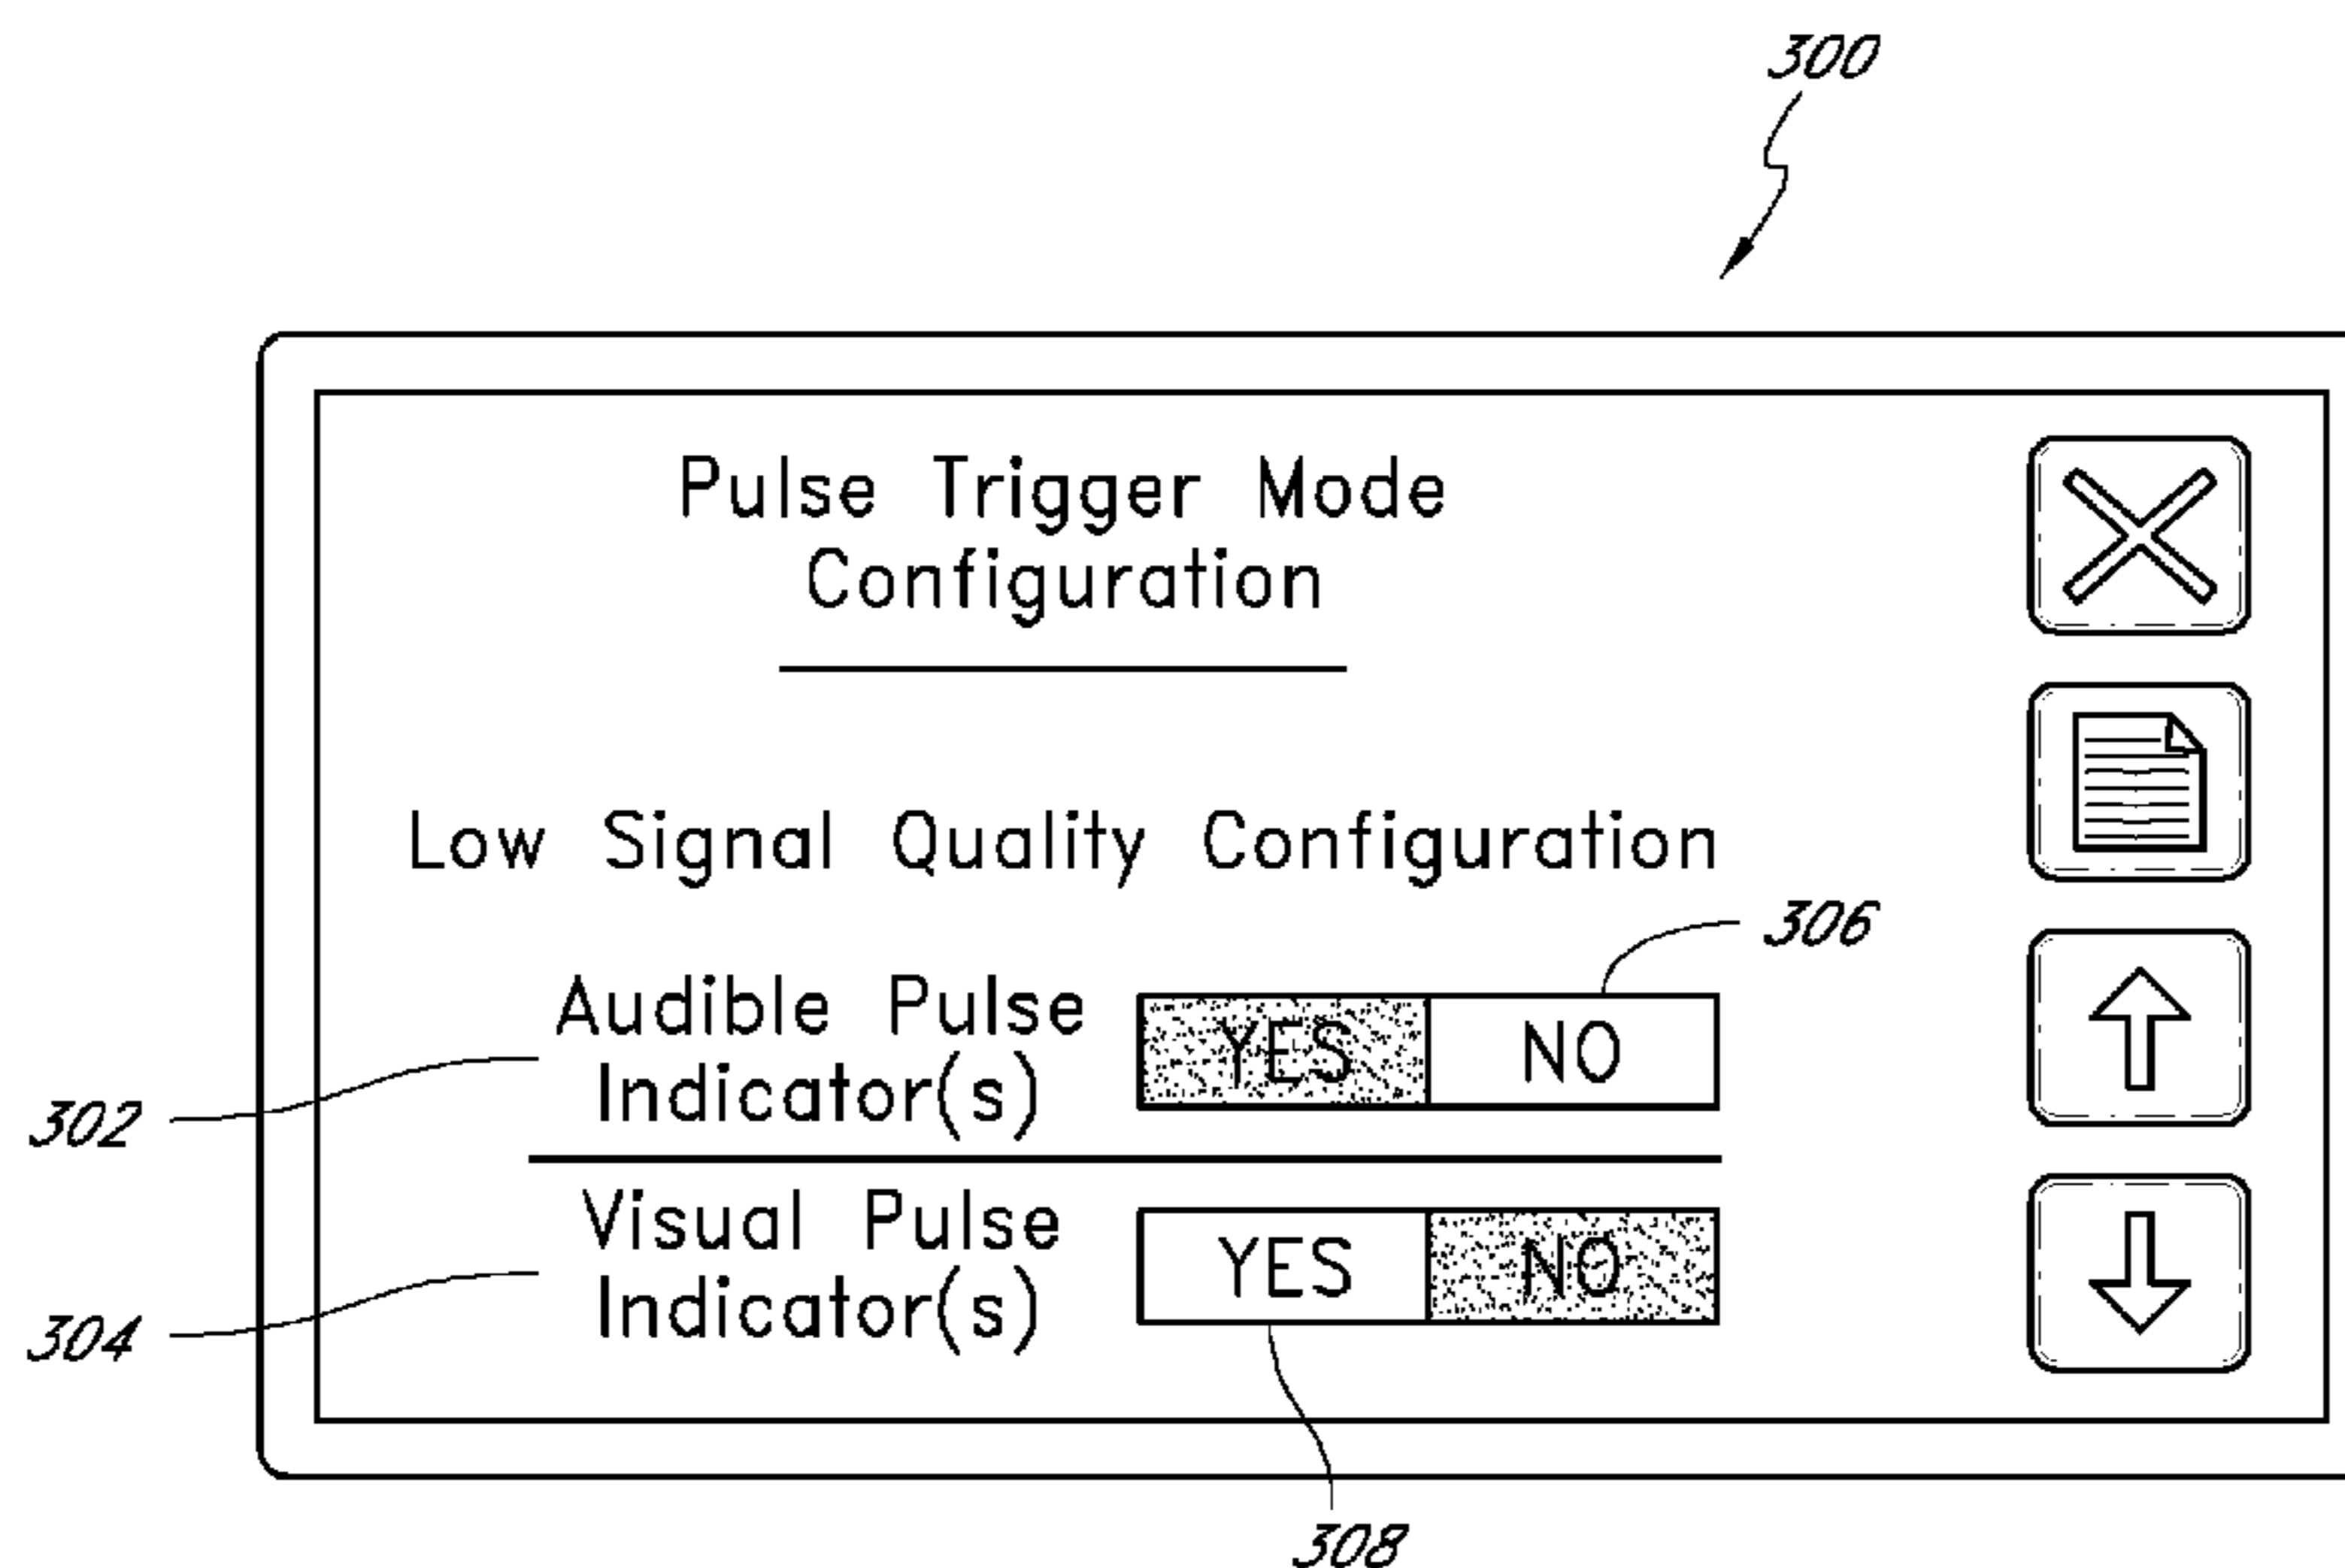 300
Pulse Trigger Mode
Configuration
Low Signal Quality Configuration
306
Audible Pulse
Indicator(s)
YES NO
302
Visual Pulse
Indicator(s)
YES NO
304
308